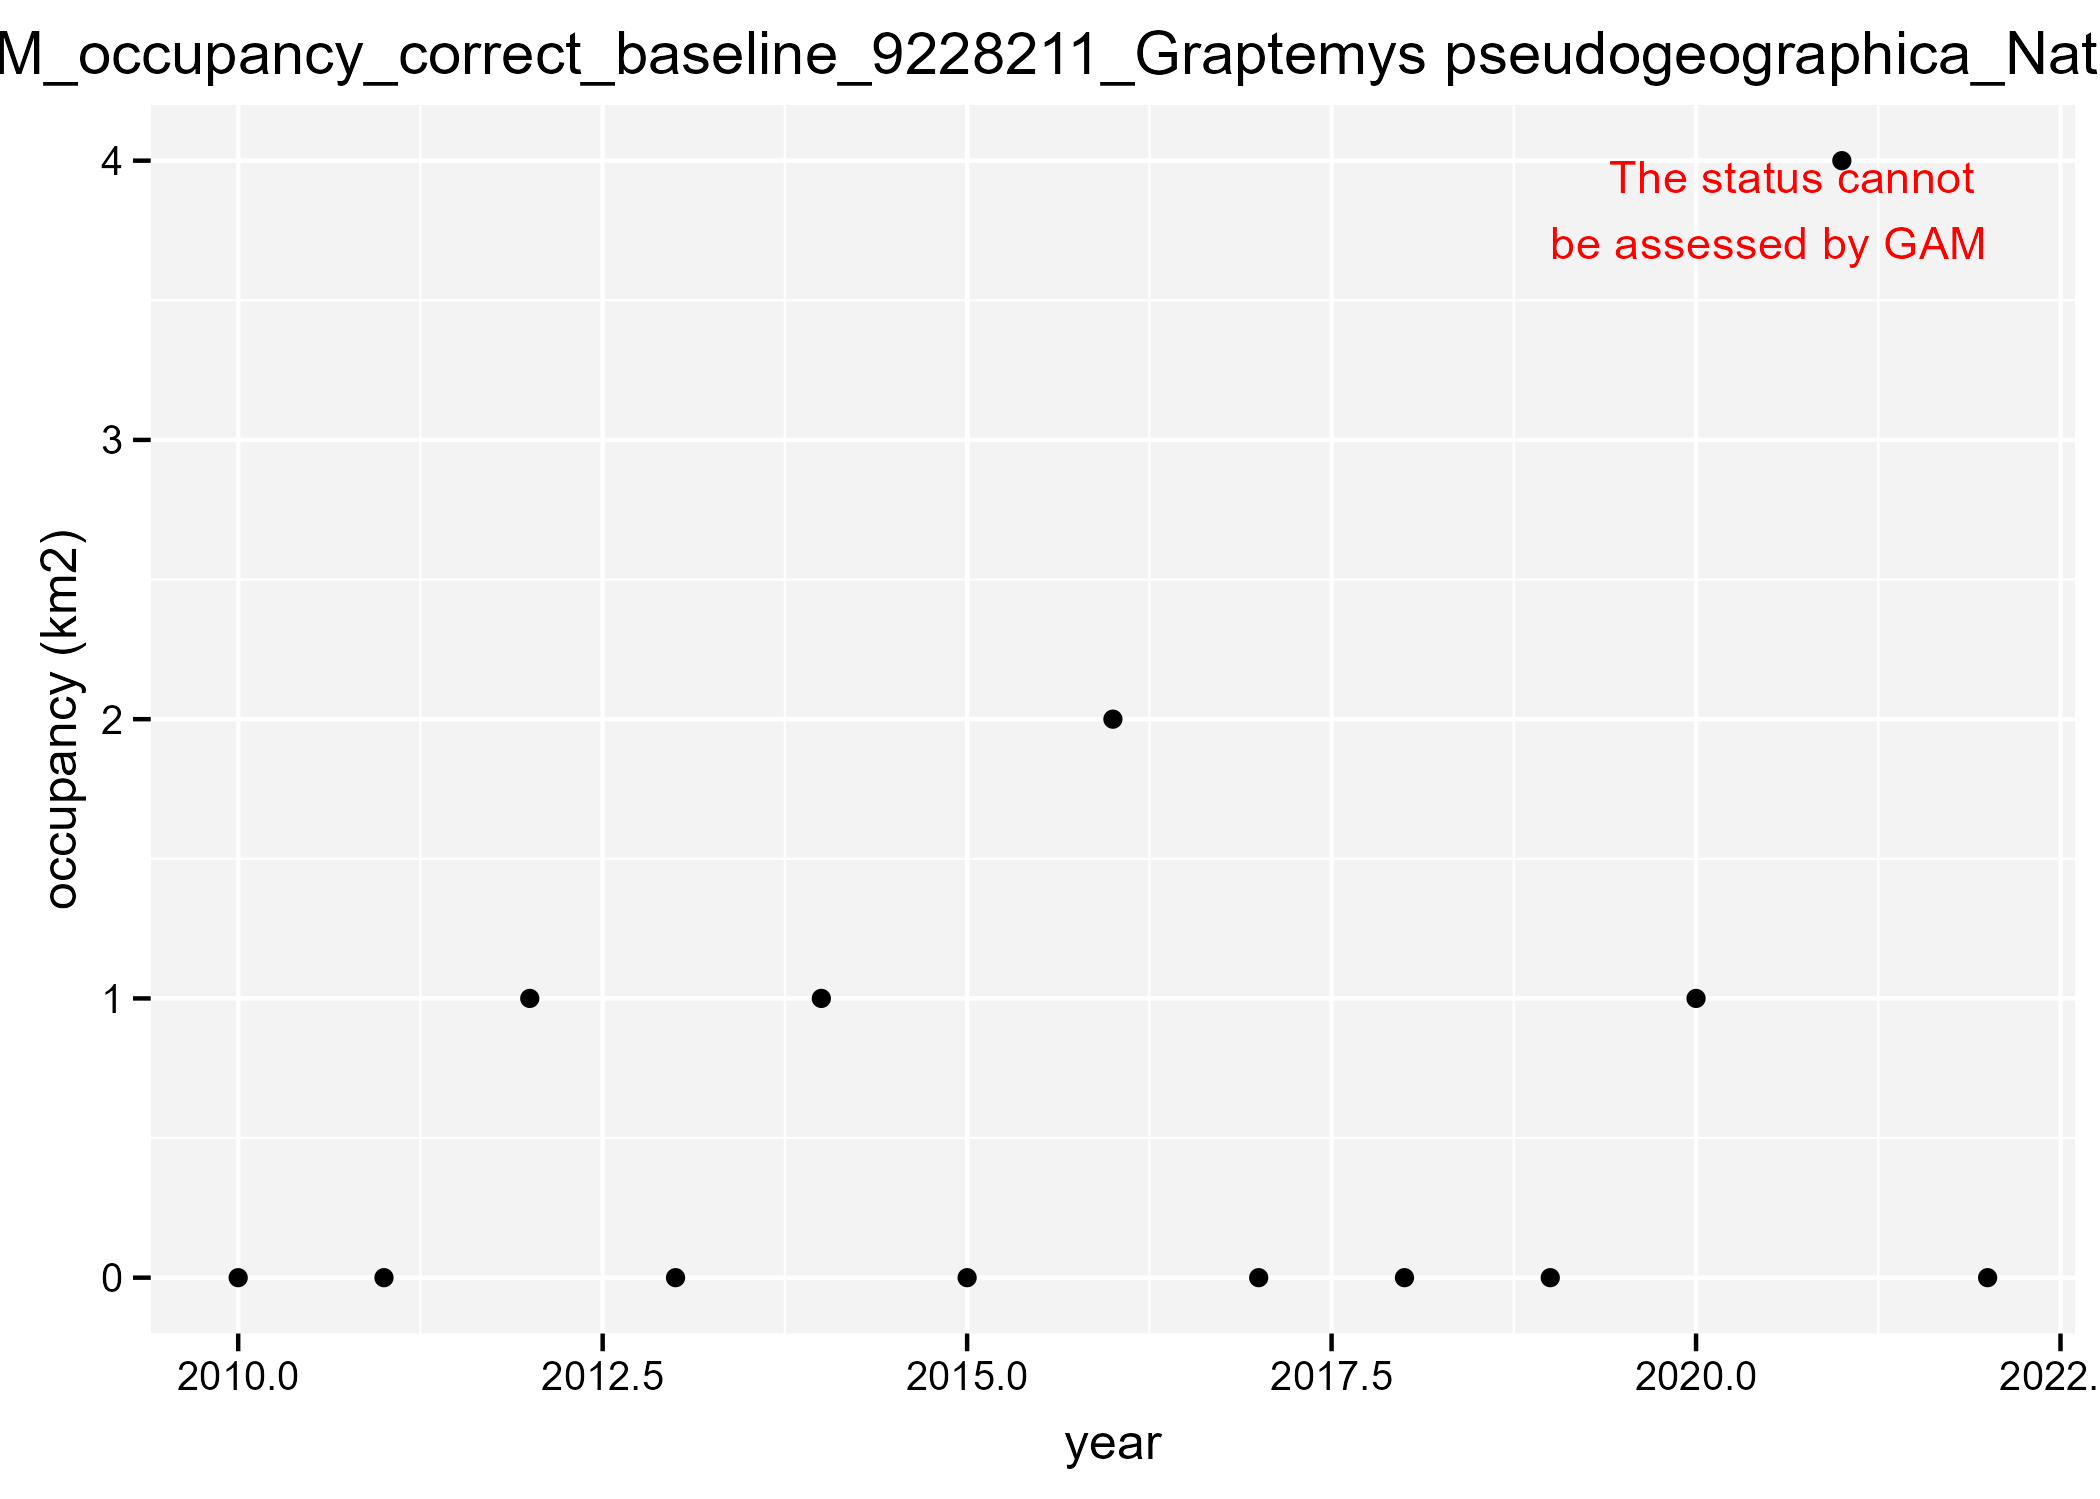 M_occupancy_correct_baseline_9228211_Graptemys pseudogeographica_Nat
4
The status cannot
be assessed by GAM
3
2
1
0
occupancy (km2)
2010.0 2012.5 2015.0 2017.5 2020.0 2022.
year